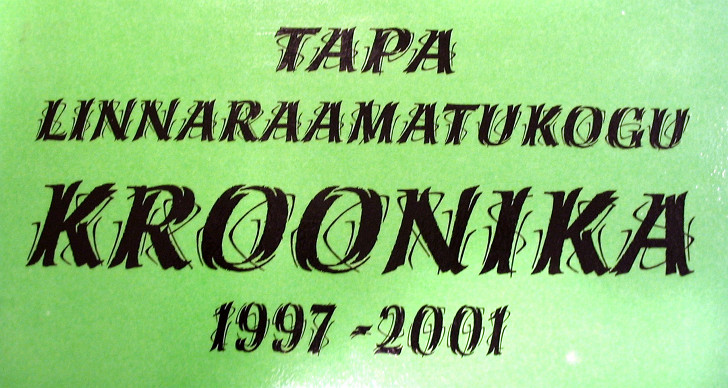 TAPA
LINNARAAMATUKOGU
KROONIKA
1997 - 2001